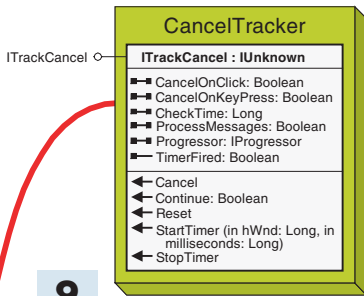 CancelTracker
ITrackCancel
ITrackCancel : IUnknown
CancelOnClick: Boolean
CancelOnKeyPress: Boolean
CheckTime: Long
ProcessMessages: Boolean
Progressor: IProgressor
TimerFired: Boolean
Cancel
Continue: Boolean
Reset
StartTimer (in hWnd: Long, in
milliseconds: Long)
StopTimer